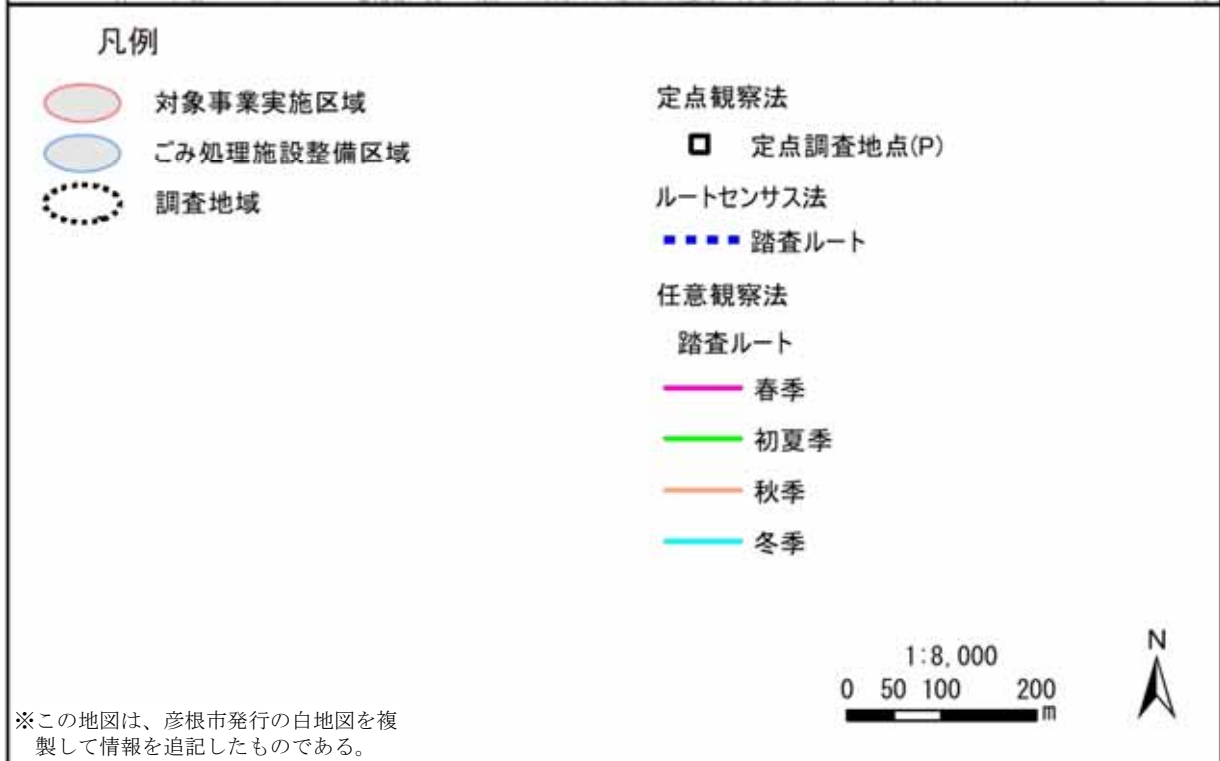 凡例
対象事業実施区域
ごみ処理施設整備区域
調査地域
定点観察法
定点調査地点(P)
ルートセンサス法
踏査ルート
任意観察法
踏査ルート
春季
初夏季
秋季
冬季
1:8,000
0 50 100 200
m
N
※この地図は、彦根市発行の白地図を複
製して情報を追記したものである。